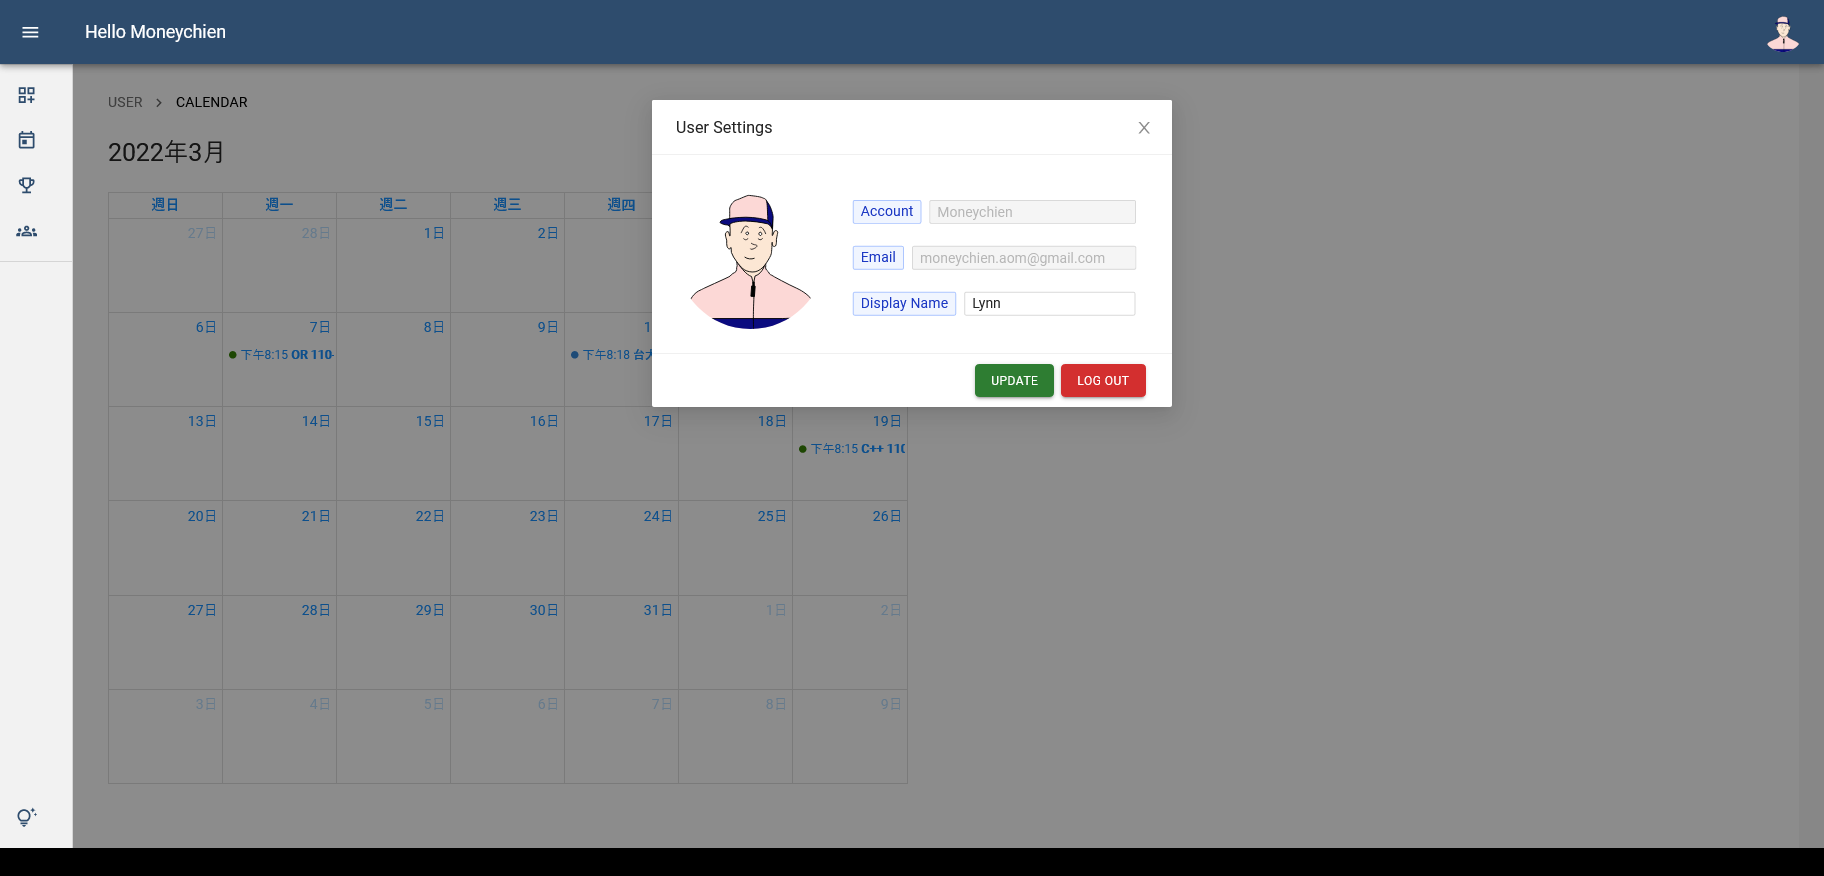 Hello Moneychien
USER > CALENDAR
2022年3月
User Settings
Account Moneychien
Email moneychien.aom@gmail.com
Display Name Lynn
UPDATE LOG OUT
週日 週一 週二 週三 週四
27日 28日 1日 2日
6日 7日 8日 9日 1
下午8:15 OR 110- 下午8:18
13日 14日 15日 16日 17日 18日 19日
下午8:15 C++ 110
20日 21日 22日 23日 24日 25日 26日
27日 28日 29日 30日 31日 1日 2日
3日 4日 5日 6日 7日 8日 9日